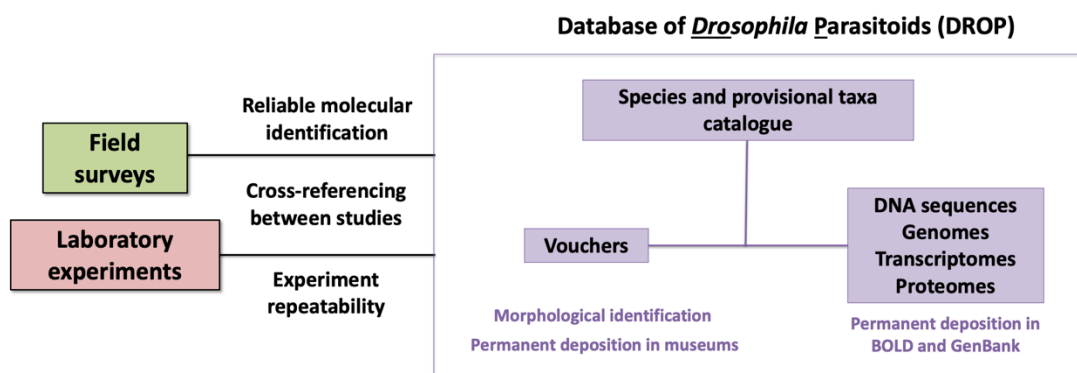 Database of Drosophila Parasitoids (DROP)
Reliable molecular
identification
Field
surveys
Cross-referencing
between studies
Laboratory
experiments
Experiment
repeatability
Species and provisional taxa
catalogue
Vouchers
DNA sequences
Genomes
Transcriptomes
Proteomes
Morphological identification
Permanent deposition in museums
Permanent deposition in
BOLD and GenBank